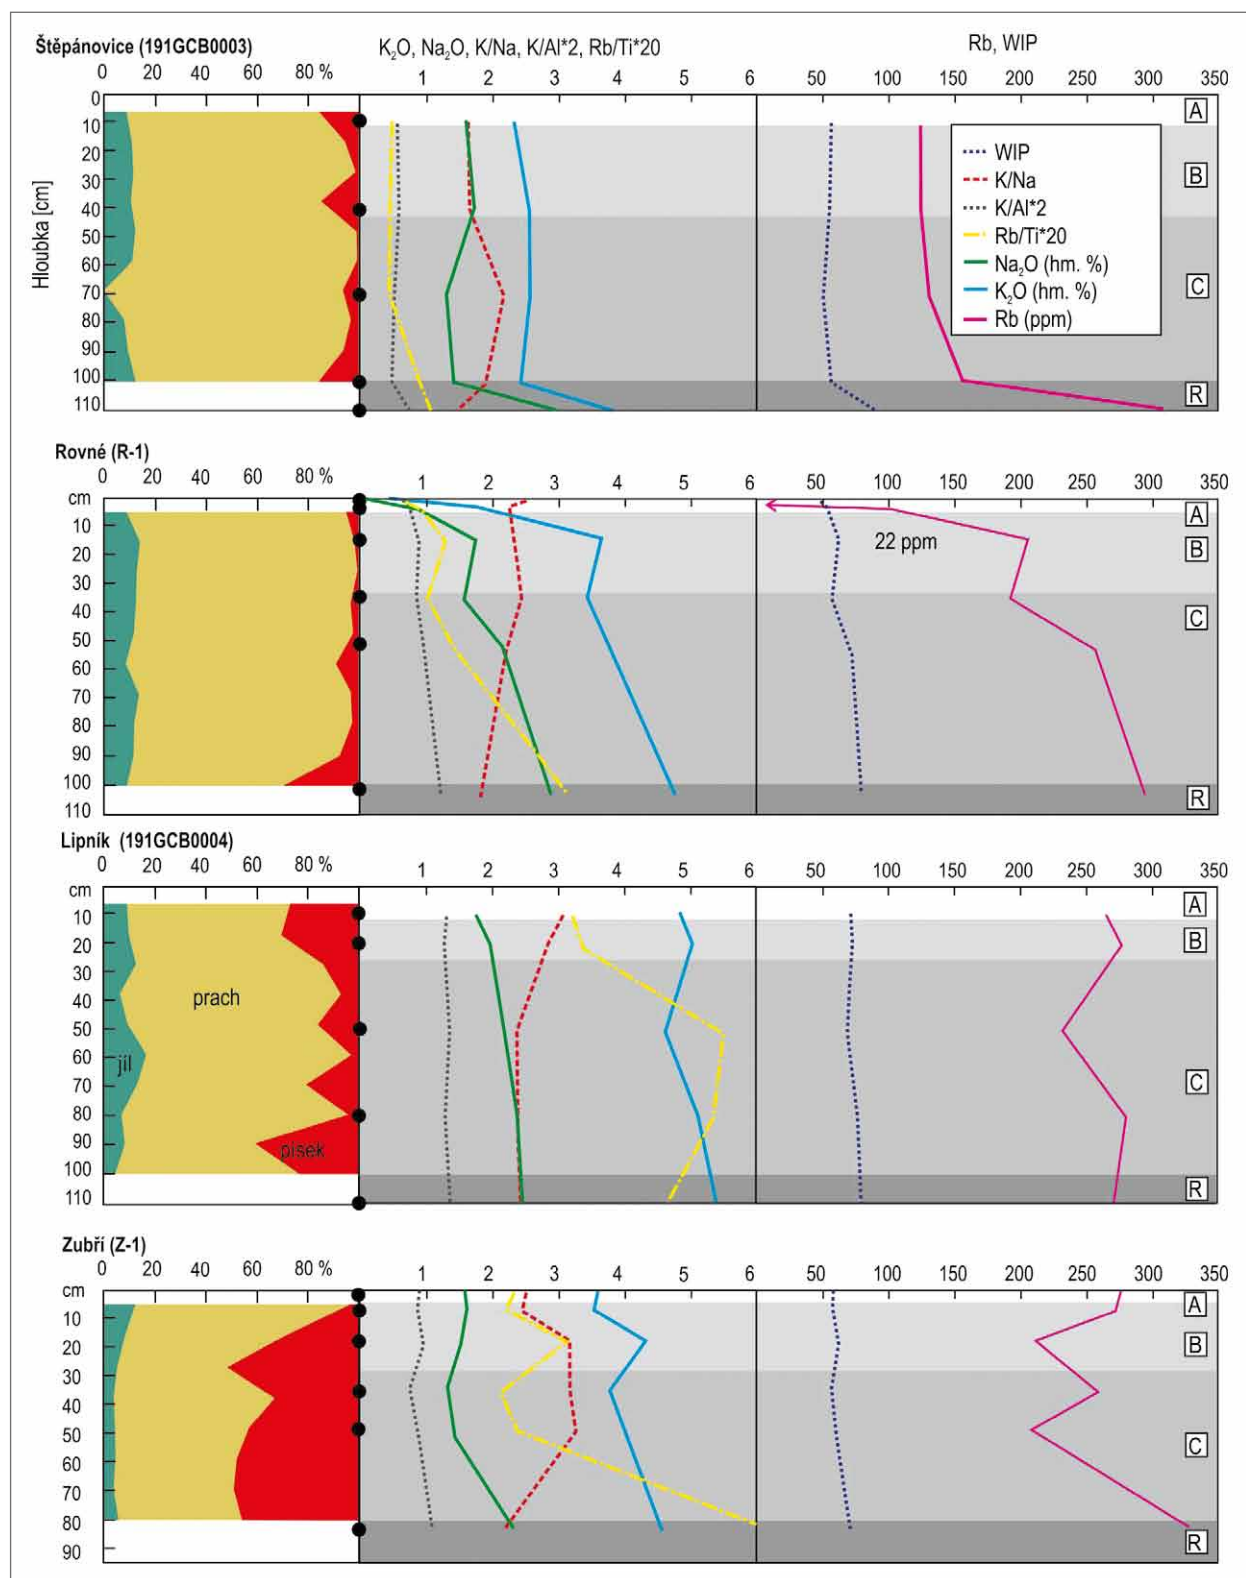 Štěpánovice (191GCB0003)
K₂O, Na₂O, K/Na, K/Al*2, Rb/Ti*20
Rb, WIP
0 20 40 60 80 % 1 2 3 4 5 6 50 100 150 200 250 300 350
Hloubka [cm]
0
10
20
30
40
50
60
70
80
90
100
110
A
B
C
R
WIP
K/Na
K/Al*2
Rb/Ti*20
Na₂O (hm. %)
K₂O (hm. %)
Rb (ppm)
Rovné (R-1)
0 20 40 60 80 % 1 2 3 4 5 6 50 100 150 200 250 300 350
cm
10
20
30
40
50
60
70
80
90
100
110
22 ppm
A
B
C
R
Lipník (191GCB0004)
0 20 40 60 80 % 1 2 3 4 5 6 50 100 150 200 250 300 350
cm
10
20
30
40
50
60
70
80
90
100
110
prach
jíl
písek
A
B
C
R
Zubří (Z-1)
0 20 40 60 80 % 1 2 3 4 5 6 50 100 150 200 250 300 350
cm
10
20
30
40
50
60
70
80
90
A
B
C
R